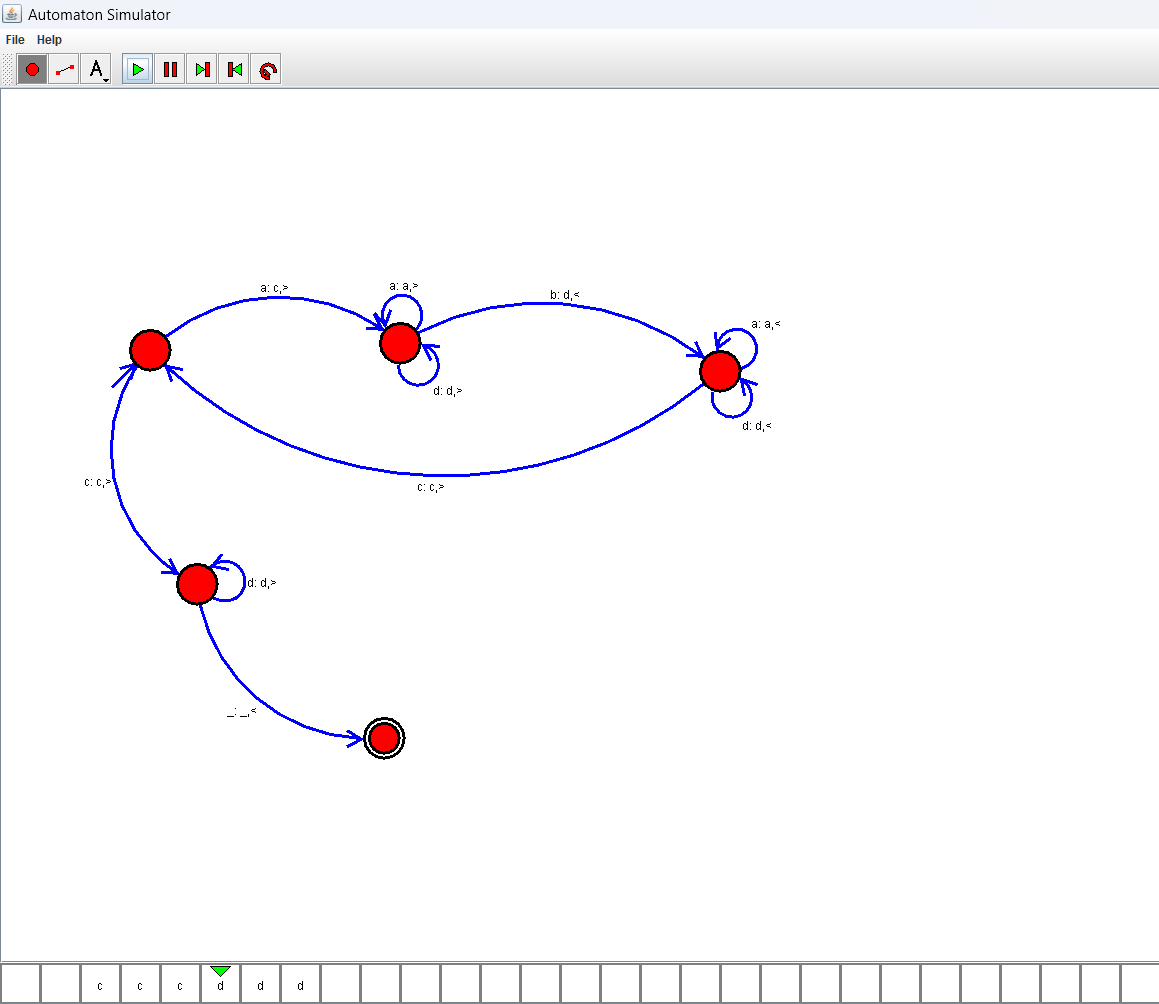 Automaton Simulator
File Help
A
a: c,>
a: a,>
b: d,<
a: a,<
d: d,>
d: d,<
c: c,>
c: c,>
d: d,>
_: _,<
c c c d d d